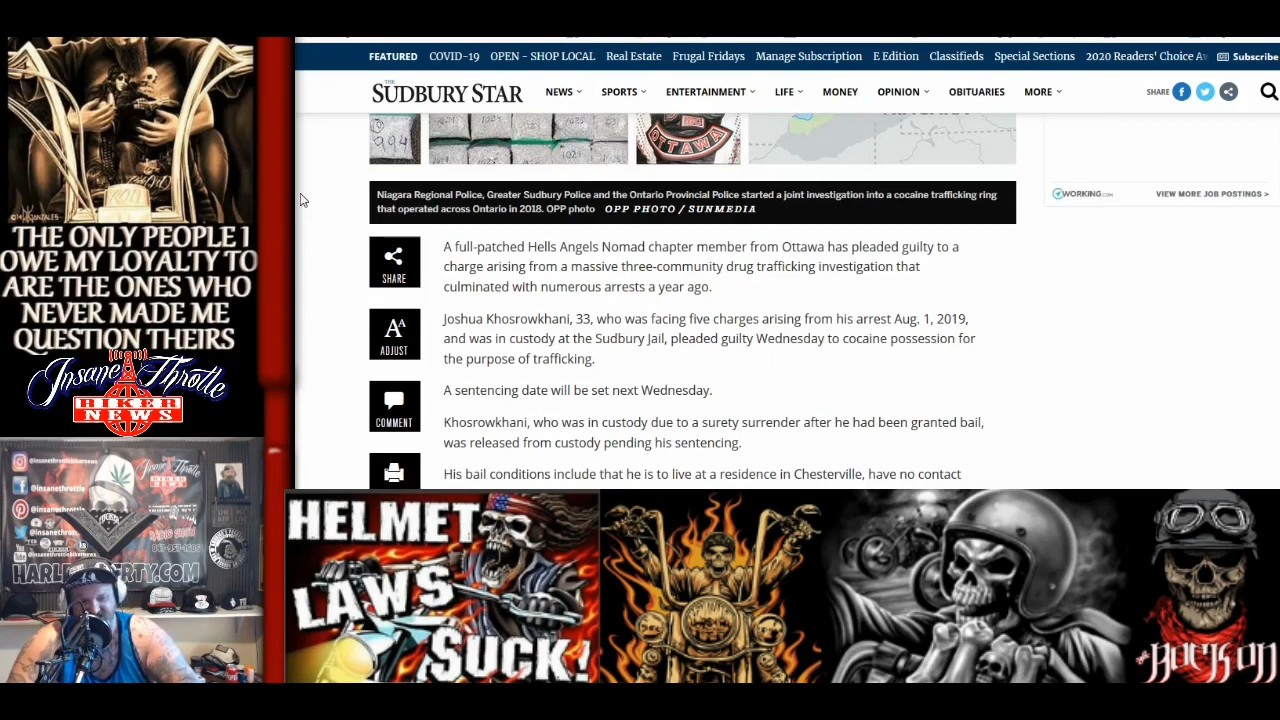 FEATURED COVID-19 OPEN - SHOP LOCAL Real Estate Frugal Fridays Manage Subscription E Edition Classifieds Special Sections 2020 Readers' Choice Aw Subscribe
THE
SUDBURY STAR
NEWS SPORTS ENTERTAINMENT LIFE MONEY OPINION OBITUARIES MORE SHARE
994
1021
OTTAWA
Niagara Regional Police, Greater Sudbury Police and the Ontario Provincial Police started a joint investigation into a cocaine trafficking ring
that operated across Ontario in 2018. OPP photo OPP PHOTO / SUNMEDIA
WORKING.COM VIEW MORE JOB POSTINGS >
SHARE
A full-patched Hells Angels Nomad chapter member from Ottawa has pleaded guilty to a
charge arising from a massive three-community drug trafficking investigation that
culminated with numerous arrests a year ago.
ADJUST
Joshua Khosrowkhani, 33, who was facing five charges arising from his arrest Aug. 1, 2019,
and was in custody at the Sudbury Jail, pleaded guilty Wednesday to cocaine possession for
the purpose of trafficking.
COMMENT
A sentencing date will be set next Wednesday.
Khosrowkhani, who was in custody due to a surety surrender after he had been granted bail,
was released from custody pending his sentencing.
His bail conditions include that he is to live at a residence in Chesterville, have no contact
THE ONLY PEOPLE I
OWE MY LOYALTY TO
ARE THE ONES WHO
NEVER MADE ME
QUESTION THEIRS
Insane Throttle
BIKER
NEWS
@insanethrottlebikernews
@insanethrottle
@insanethrottle
@insanethrottlebikernews
RADIO SHOW
HARLEYLIBERTY.COM
HELMET
LAWS
SUCK!